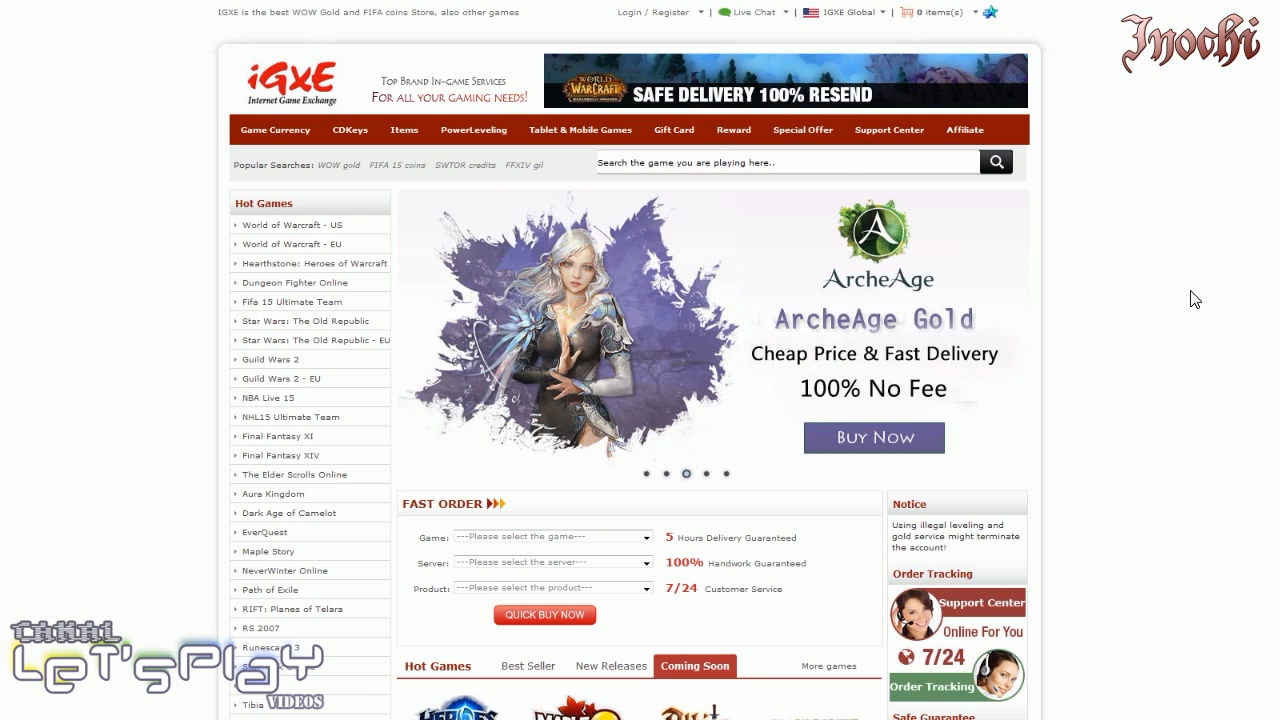 IGXE is the best WOW Gold and FIFA coins Store, also other games
Login / Register | Live Chat | IGXE Global | 0 items(s)
Inochi
iGXE
Internet Game Exchange
Top Brand In-game Services
For all your gaming needs!
World of Warcraft
SAFE DELIVERY 100% RESEND
Game Currency CDKeys Items PowerLeveling Tablet & Mobile Games Gift Card Reward Special Offer Support Center Affiliate
Popular Searches: WOW gold FIFA 15 coins SWTOR credits FFXIV gil
Search the game you are playing here..
Hot Games
World of Warcraft - US
World of Warcraft - EU
Hearthstone: Heroes of Warcraft
Dungeon Fighter Online
Fifa 15 Ultimate Team
Star Wars: The Old Republic
Star Wars: The Old Republic - EU
Guild Wars 2
Guild Wars 2 - EU
NBA Live 15
NHL15 Ultimate Team
Final Fantasy XI
Final Fantasy XIV
The Elder Scrolls Online
Aura Kingdom
Dark Age of Camelot
EverQuest
Maple Story
NeverWinter Online
Path of Exile
RIFT: Planes of Telara
RS 2007
Runescape 3
Tibia
ArcheAge
ArcheAge Gold
Cheap Price & Fast Delivery
100% No Fee
Buy Now
FAST ORDER
Game: ---Please select the game---
5 Hours Delivery Guaranteed
Server: ---Please select the server---
100% Handwork Guaranteed
Product: ---Please select the product---
7/24 Customer Service
QUICK BUY NOW
Notice
Using illegal leveling and
gold service might terminate
the account!
Order Tracking
Support Center
Online For You
7/24
Order Tracking
Safe Guarantee
Hot Games Best Seller New Releases Coming Soon More games
HEROES
CANAL
LET'S PLAY
VIDEOS